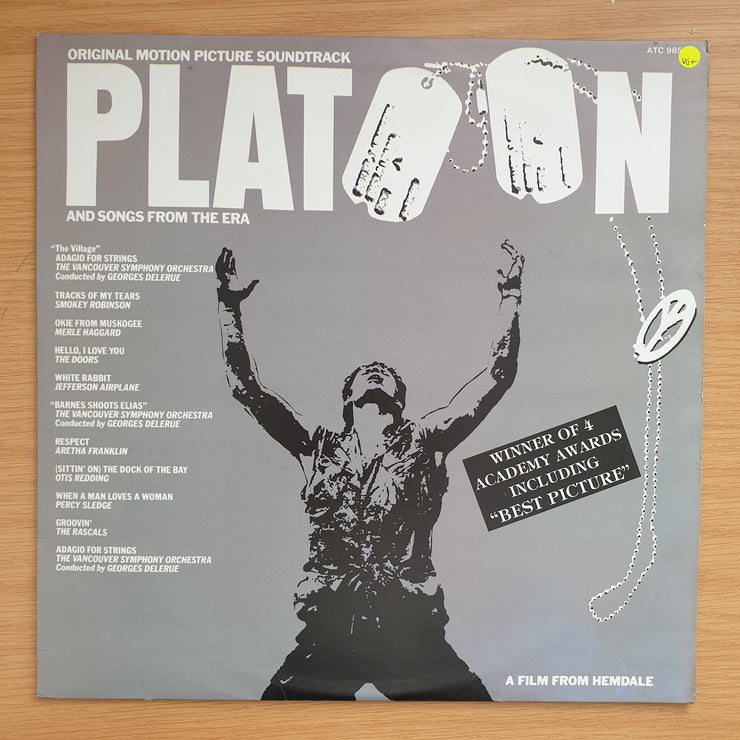 ORIGINAL MOTION PICTURE SOUNDTRACK
ATC 985
VG+
PLATOON
AND SONGS FROM THE ERA
"The Village"
ADAGIO FOR STRINGS
THE VANCOUVER SYMPHONY ORCHESTRA
Conducted by GEORGES DELERUE
TRACKS OF MY TEARS
SMOKEY ROBINSON
OKIE FROM MUSKOGEE
MERLE HAGGARD
HELLO, I LOVE YOU
THE DOORS
WHITE RABBIT
JEFFERSON AIRPLANE
"BARNES SHOOTS ELIAS"
THE VANCOUVER SYMPHONY ORCHESTRA
Conducted by GEORGES DELERUE
RESPECT
ARETHA FRANKLIN
(SITTIN' ON) THE DOCK OF THE BAY
OTIS REDDING
WHEN A MAN LOVES A WOMAN
PERCY SLEDGE
GROOVIN'
THE RASCALS
ADAGIO FOR STRINGS
THE VANCOUVER SYMPHONY ORCHESTRA
Conducted by GEORGES DELERUE
WINNER OF 4
ACADEMY AWARDS
INCLUDING
"BEST PICTURE"
A FILM FROM HEMDALE